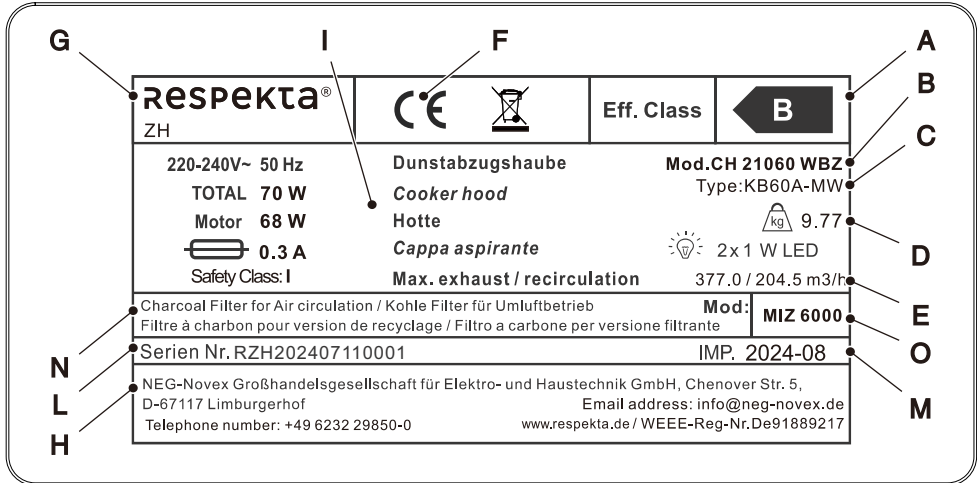 G
I
F
A
B
C
D
E
O
M
N
L
H
Respekta®
ZH
CE
Eff. Class
B
220-240V~ 50 Hz
TOTAL 70 W
Motor 68 W
0.3 A
Safety Class: I
Dunstabzugshaube
Cooker hood
Hotte
Cappa aspirante
Max. exhaust / recirculation
Mod.CH 21060 WBZ
Type:KB60A-MW
kg 9.77
2x1 W LED
377.0 / 204.5 m3/h
Charcoal Filter for Air circulation / Kohle Filter für Umluftbetrieb
Filtre à charbon pour version de recyclage / Filtro a carbone per versione filtrante
Mod:
MIZ 6000
Serien Nr. RZH202407110001
IMP. 2024-08
NEG-Novex Großhandelsgesellschaft für Elektro- und Haustechnik GmbH, Chenover Str. 5,
D-67117 Limburgerhof
Email address: info@neg-novex.de
Telephone number: +49 6232 29850-0
www.respekta.de / WEEE-Reg-Nr.De91889217